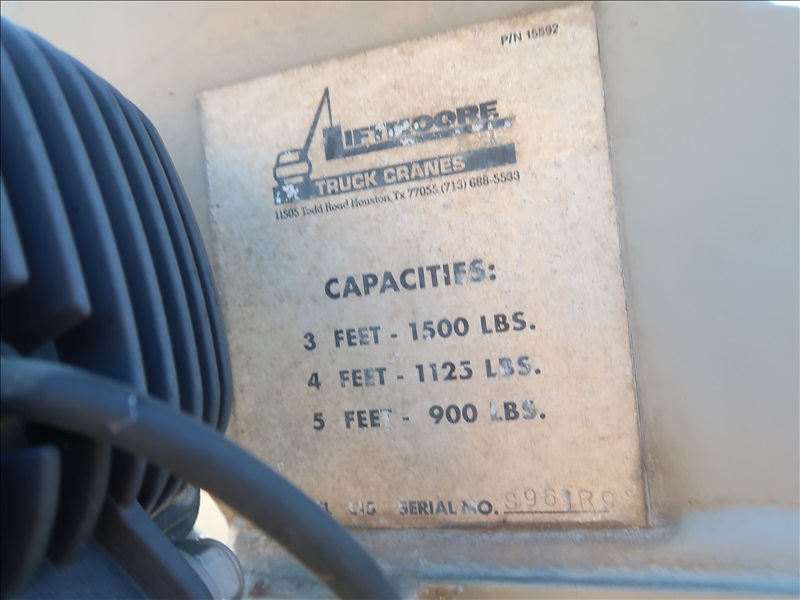 P/N 15592
LIFTMOORE
TRUCK CRANES
11505 Todd Road Houston, Tx 77055 (713) 688-5533
CAPACITIES:
3 FEET - 1500 LBS.
4 FEET - 1125 LBS.
5 FEET - 900 LBS.
SERIAL NO.